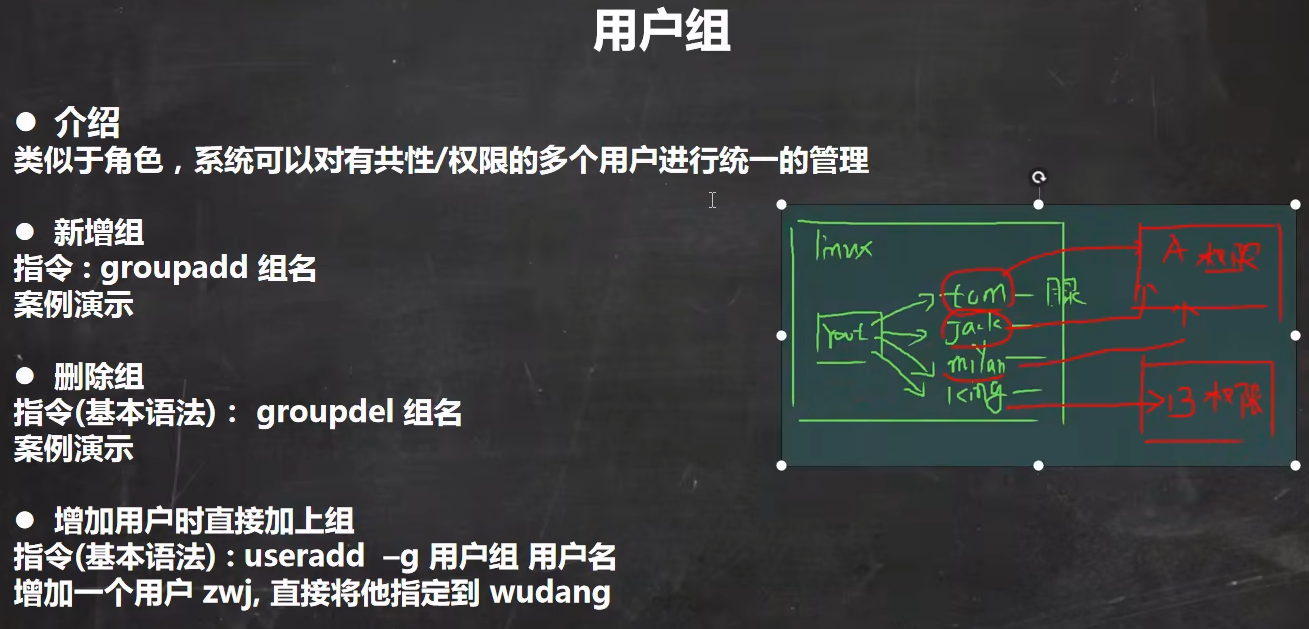 用户组
● 介绍
类似于角色，系统可以对有共性/权限的多个用户进行统一的管理
● 新增组
指令 : groupadd 组名
案例演示
● 删除组
指令(基本语法)： groupdel 组名
案例演示
● 增加用户时直接加上组
指令(基本语法) : useradd –g 用户组 用户名
增加一个用户 zwj, 直接将他指定到 wudang
linux
root
tom
Jack
milan
king
A 权限
B 权限